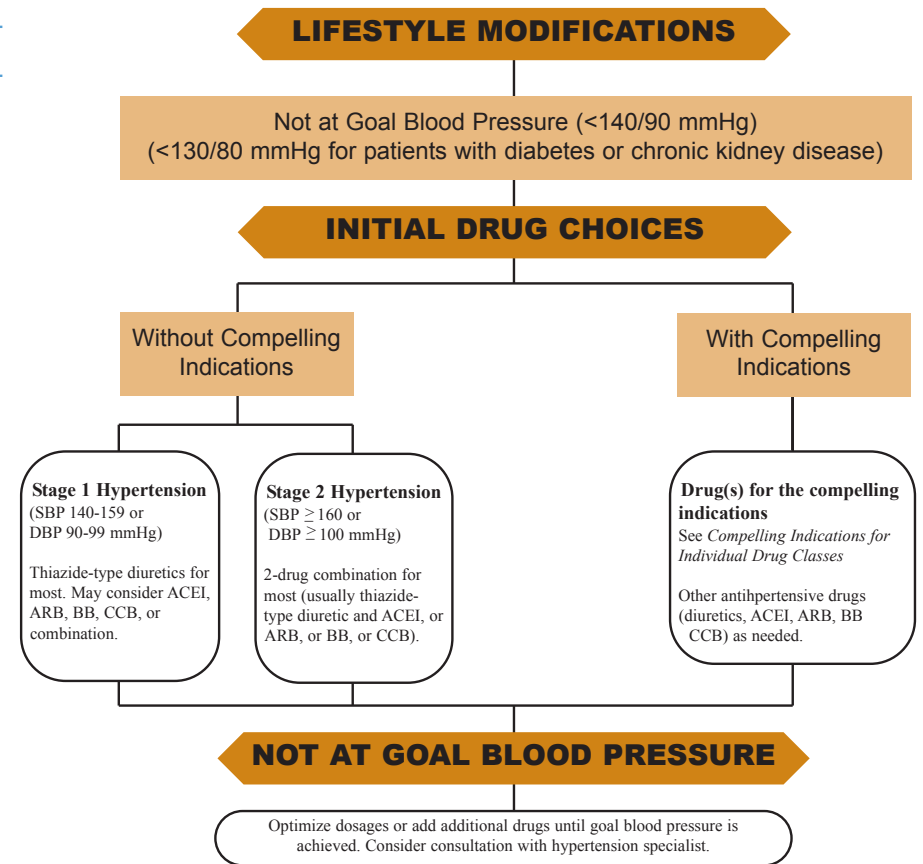 LIFESTYLE MODIFICATIONS
Not at Goal Blood Pressure (<140/90 mmHg)
(<130/80 mmHg for patients with diabetes or chronic kidney disease)
INITIAL DRUG CHOICES
Without Compelling
Indications
With Compelling
Indications
Stage 1 Hypertension
(SBP 140-159 or
DBP 90-99 mmHg)
Thiazide-type diuretics for
most. May consider ACEI,
ARB, BB, CCB, or
combination.
Stage 2 Hypertension
(SBP ≥160 or
DBP ≥ 100 mmHg)
2-drug combination for
most (usually thiazide-
type diuretic and ACEI, or
ARB, or BB, or CCB).
Drug(s) for the compelling
indications
See Compelling Indications for
Individual Drug Classes
Other antihpertensive drugs
(diuretics, ACEI, ARB, BB
CCB) as needed.
NOT AT GOAL BLOOD PRESSURE
Optimize dosages or add additional drugs until goal blood pressure is
achieved. Consider consultation with hypertension specialist.